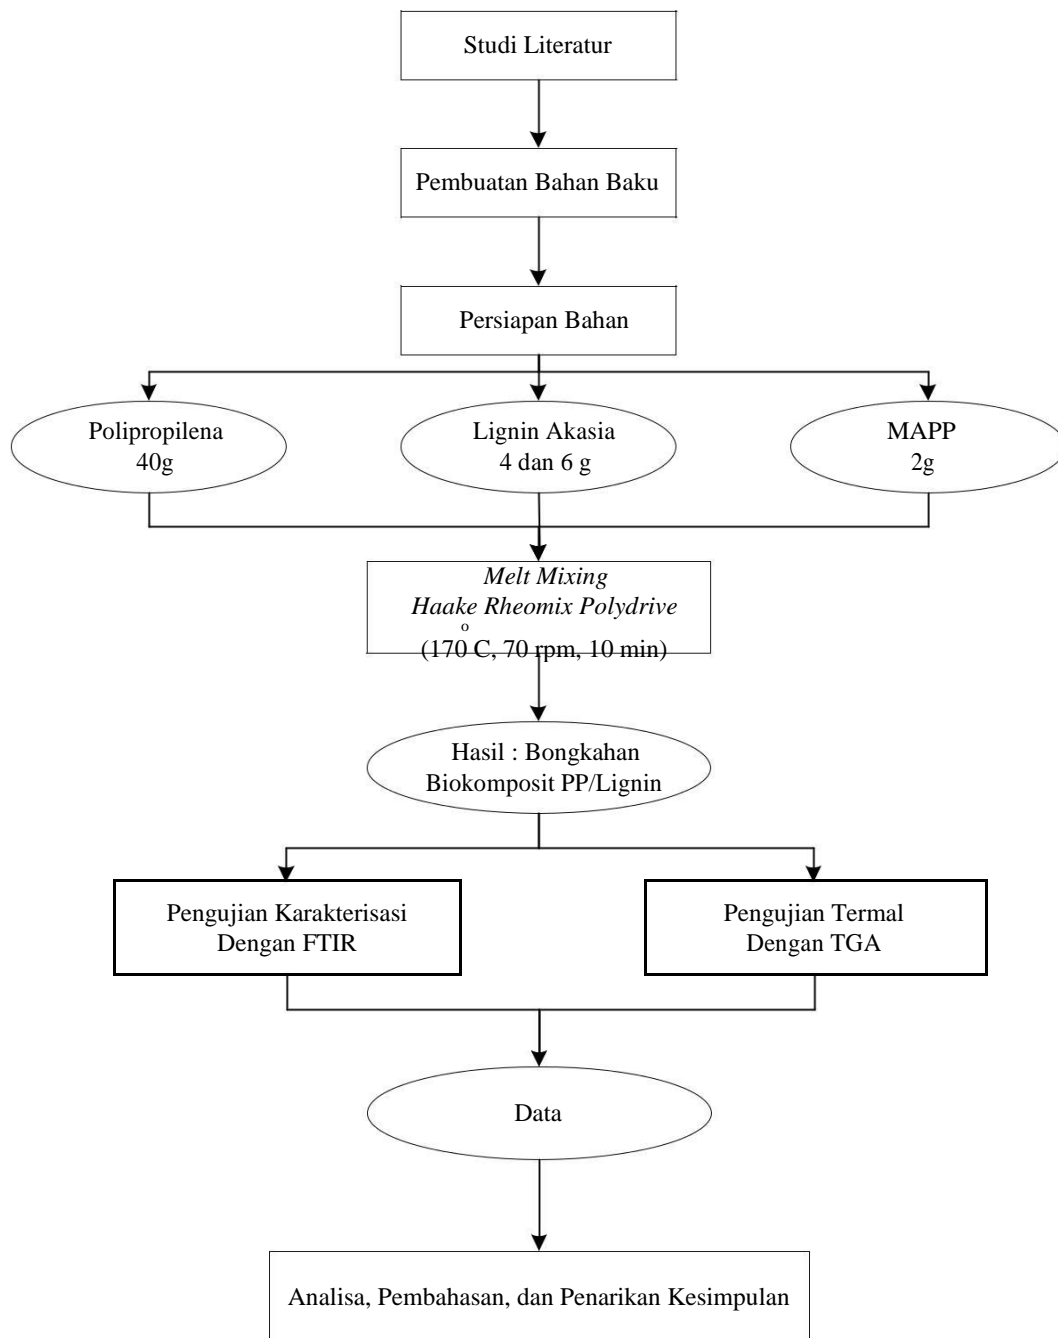 Studi Literatur
Pembuatan Bahan Baku
Persiapan Bahan
Polipropilena
40g
Lignin Akasia
4 dan 6 g
MAPP
2g
Melt Mixing
Haake Rheomix Polydrive
(170 °C, 70 rpm, 10 min)
Hasil : Bongkahan
Biokomposit PP/Lignin
Pengujian Karakterisasi
Dengan FTIR
Pengujian Termal
Dengan TGA
Data
Analisa, Pembahasan, dan Penarikan Kesimpulan